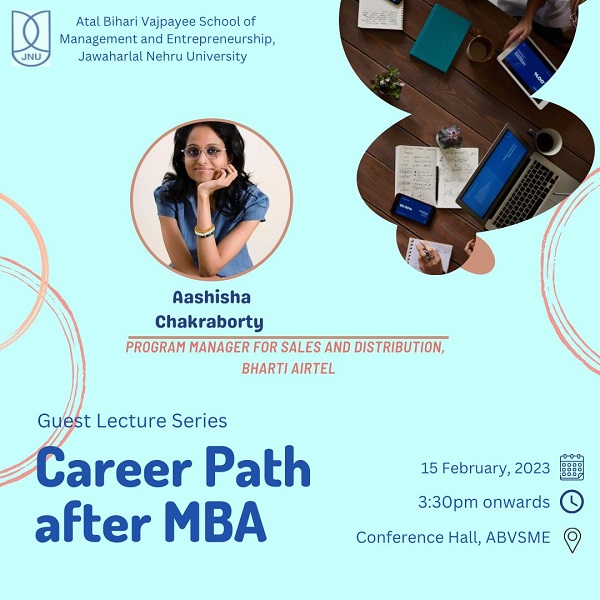 Atal Bihari Vajpayee School of
Management and Entrepreneurship,
Jawaharlal Nehru University
JNU
Aashisha
Chakraborty
PROGRAM MANAGER FOR SALES AND DISTRIBUTION,
BHARTI AIRTEL
Guest Lecture Series
Career Path
after MBA
15 February, 2023
3:30pm onwards
Conference Hall, ABVSME